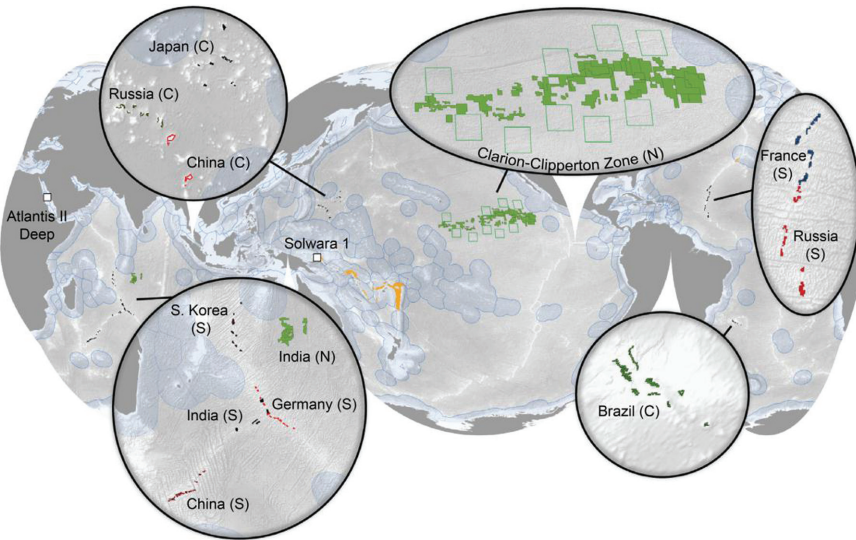 Japan (C)
Russia (C)
China (C)
Clarion-Clipperton Zone (N)
France
(S)
Russia
(S)
Atlantis II
Deep
Solwara 1
S. Korea
(S)
India (N)
India (S)
Germany (S)
China (S)
Brazil (C)